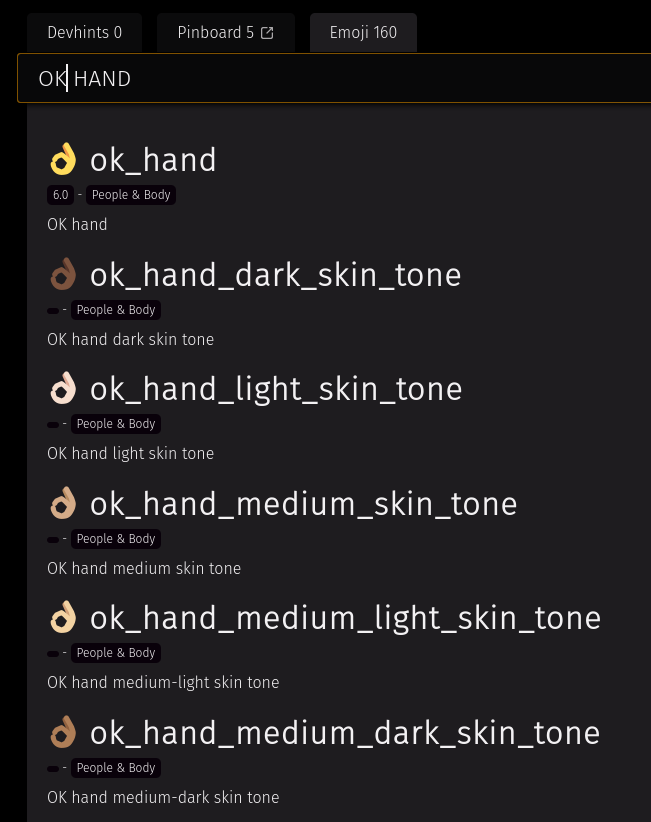 Devhints 0 Pinboard 5 Emoji 160
OK HAND
👌 ok_hand
6.0 - People & Body
OK hand
👌🏿 ok_hand_dark_skin_tone
- People & Body
OK hand dark skin tone
👌🏻 ok_hand_light_skin_tone
- People & Body
OK hand light skin tone
👌🏽 ok_hand_medium_skin_tone
- People & Body
OK hand medium skin tone
👌🏼 ok_hand_medium_light_skin_tone
- People & Body
OK hand medium-light skin tone
👌🏾 ok_hand_medium_dark_skin_tone
- People & Body
OK hand medium-dark skin tone